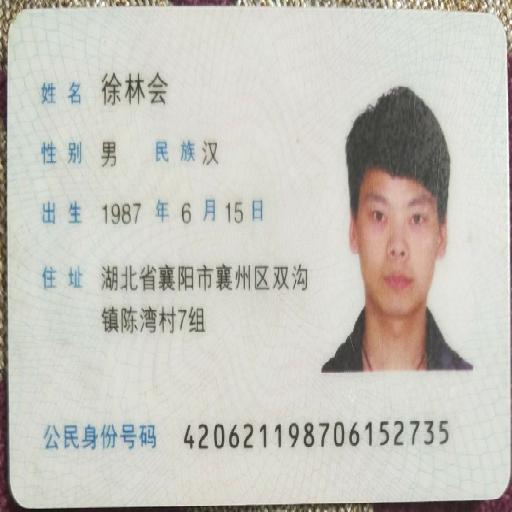 姓名 徐林会
性别 男 民族 汉
出生 1987 年 6 月 15 日
住址 湖北省襄阳市襄州区双沟
镇陈湾村7组
公民身份号码 420621198706152735